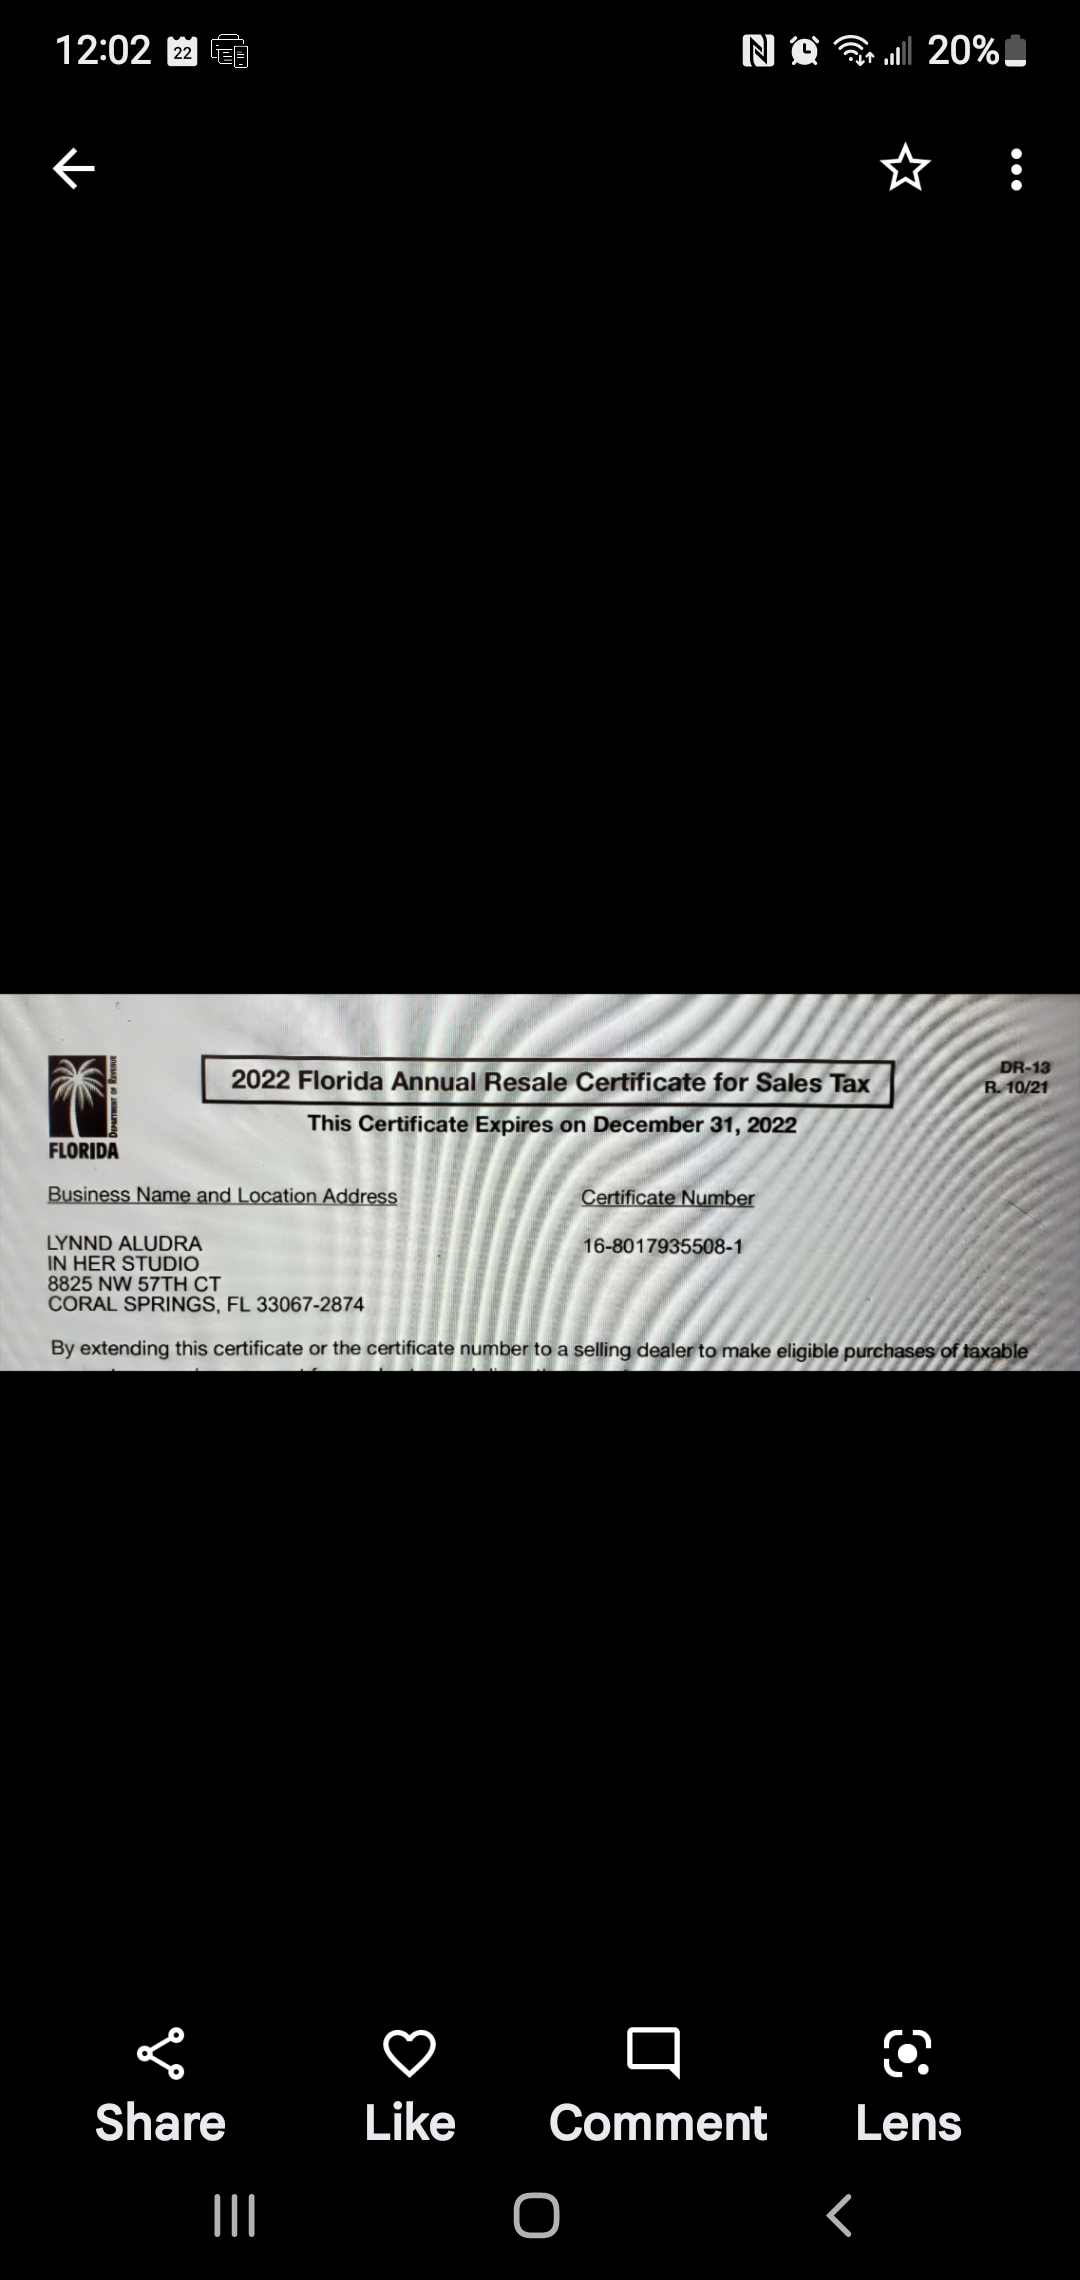 12:02 22 20%
DR-13
2022 Florida Annual Resale Certificate for Sales Tax
R. 10/21
This Certificate Expires on December 31, 2022
DEPARTMENT OF REVENUE
FLORIDA
Business Name and Location Address Certificate Number
LYNND ALUDRA 16-8017935508-1
IN HER STUDIO
8825 NW 57TH CT
CORAL SPRINGS, FL 33067-2874
By extending this certificate or the certificate number to a selling dealer to make eligible purchases of taxable
Share Like Comment Lens